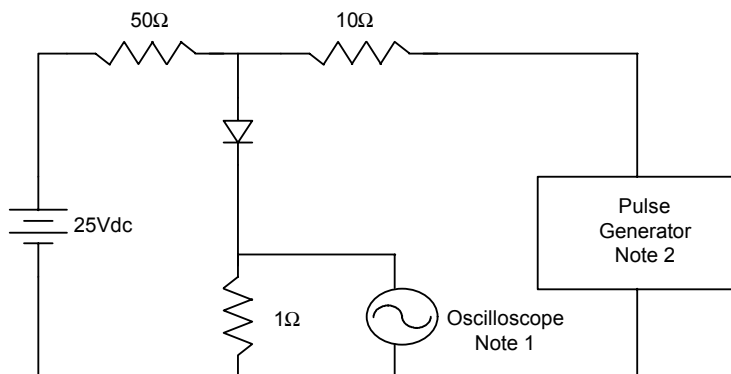 50Ω
10Ω
25Vdc
Pulse
Generator
Note 2
1Ω
Oscilloscope
Note 1